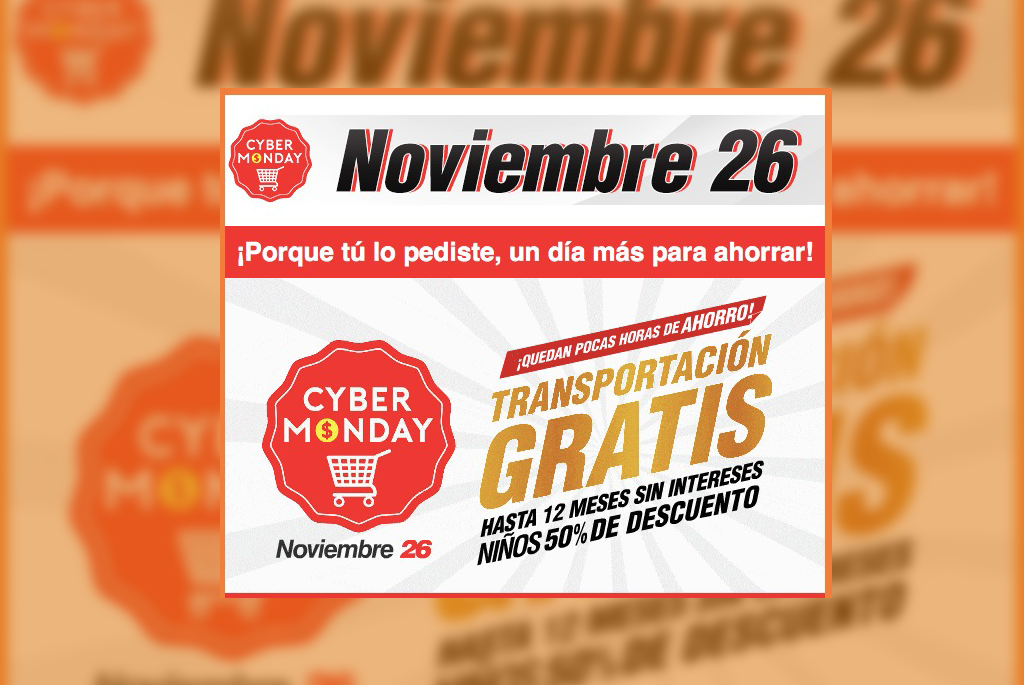 CYBER
MONDAY
Noviembre 26
¡Porque tú lo pediste, un día más para ahorrar!
CYBER
MONDAY
Noviembre 26
¡QUEDAN POCAS HORAS DE AHORRO!
TRANSPORTACIÓN
GRATIS
HASTA 12 MESES SIN INTERESES
NIÑOS 50% DE DESCUENTO